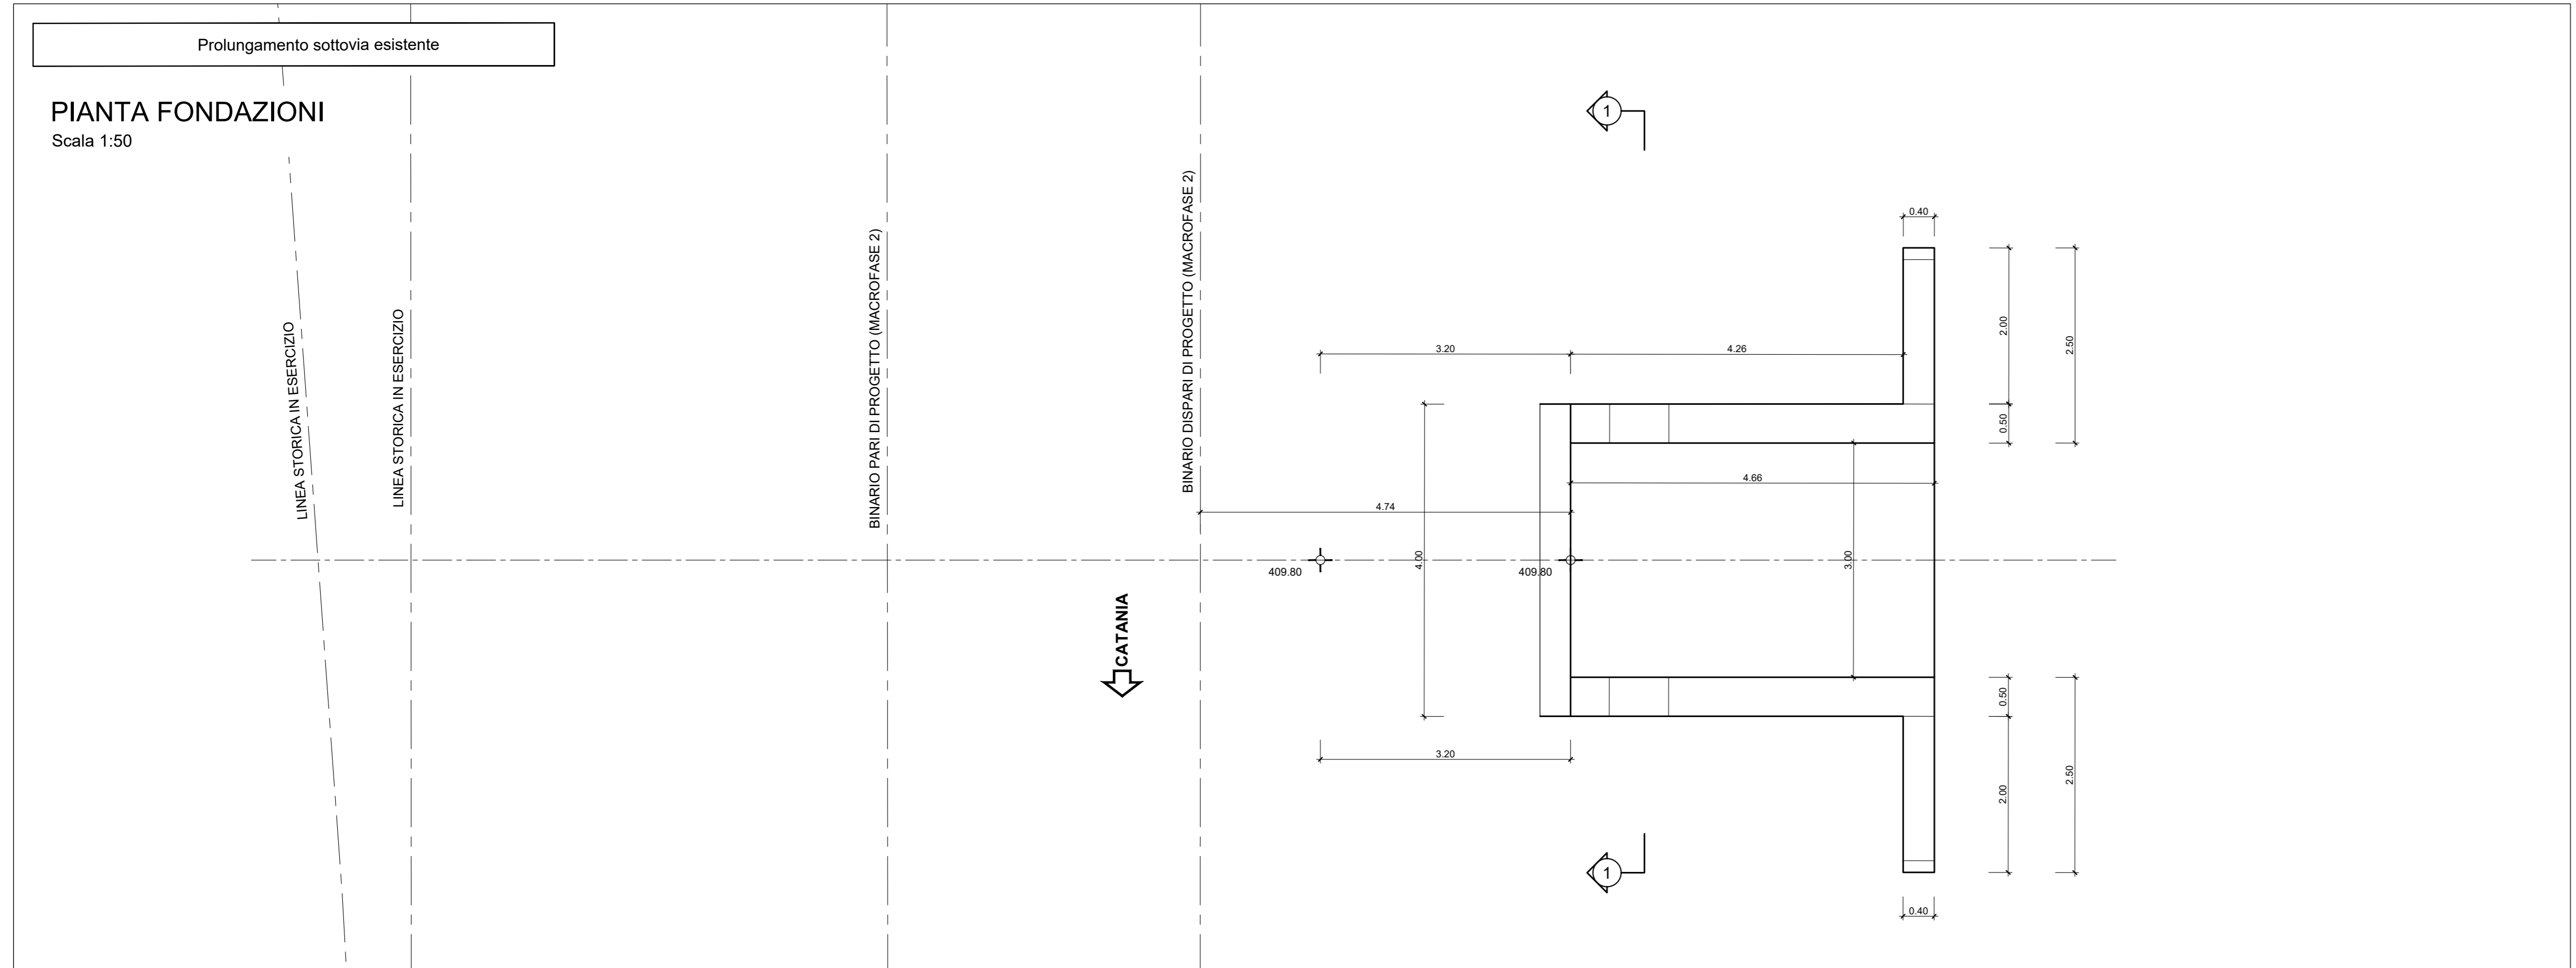 Prolungamento sottovia esistente
PIANTA FONDAZIONI
Scala 1:50
LINEA STORICA IN ESERCIZIO
LINEA STORICA IN ESERCIZIO
BINARIO PARI DI PROGETTO (MACROFASE 2)
BINARIO DISPARI DI PROGETTO (MACROFASE 2)
CATANIA
1
0.40
3.20
4.26
2.00
2.50
0.50
4.66
4.74
4.00
3.00
409.80
409.80
0.50
3.20
2.00
2.50
1
0.40